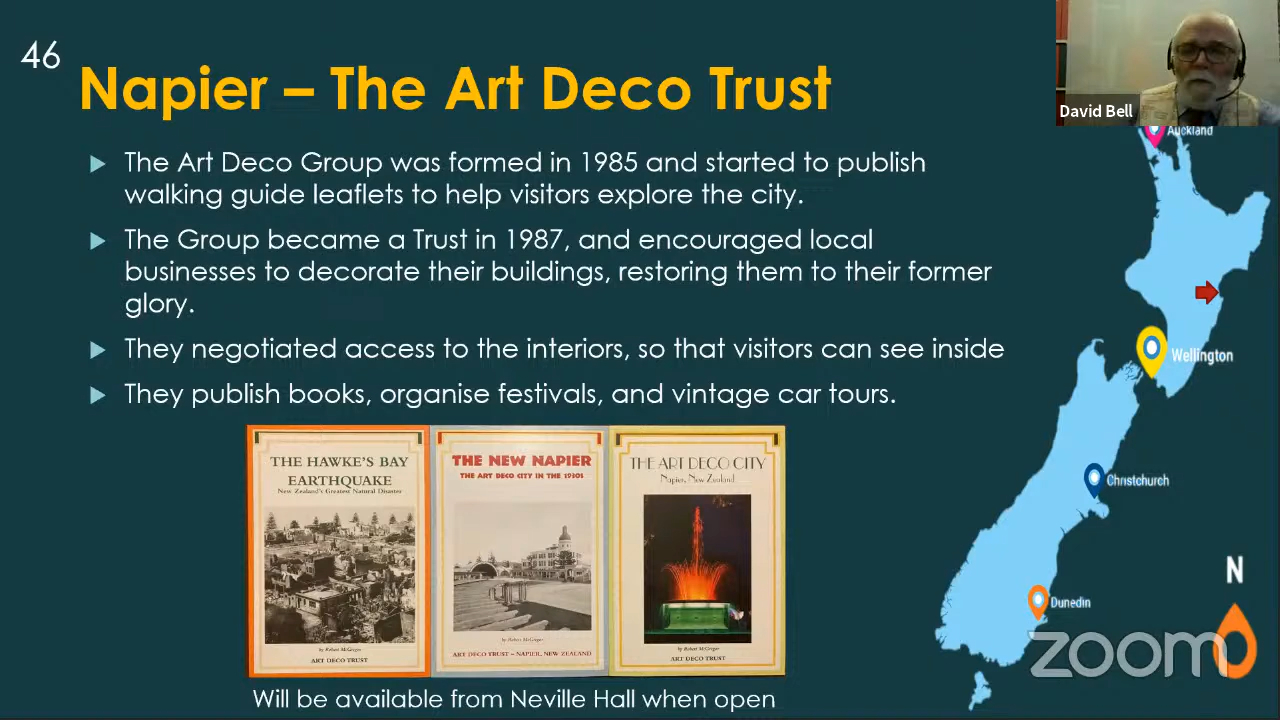 46
Napier – The Art Deco Trust
David Bell
The Art Deco Group was formed in 1985 and started to publish
walking guide leaflets to help visitors explore the city.
The Group became a Trust in 1987, and encouraged local
businesses to decorate their buildings, restoring them to their former
glory.
They negotiated access to the interiors, so that visitors can see inside
They publish books, organise festivals, and vintage car tours.
THE HAWKE'S BAY
EARTHQUAKE
New Zealand's Greatest Natural Disaster
by Robert McGregor
ART DECO TRUST
THE NEW NAPIER
THE ART DECO CITY IN THE 1930S
by Robert McGregor
ART DECO TRUST – NAPIER, NEW ZEALAND
THE ART DECO CITY
Napier, New Zealand
by Robert McGregor
ART DECO TRUST
Will be available from Neville Hall when open
Auckland
Wellington
Christchurch
Dunedin
N
zoom